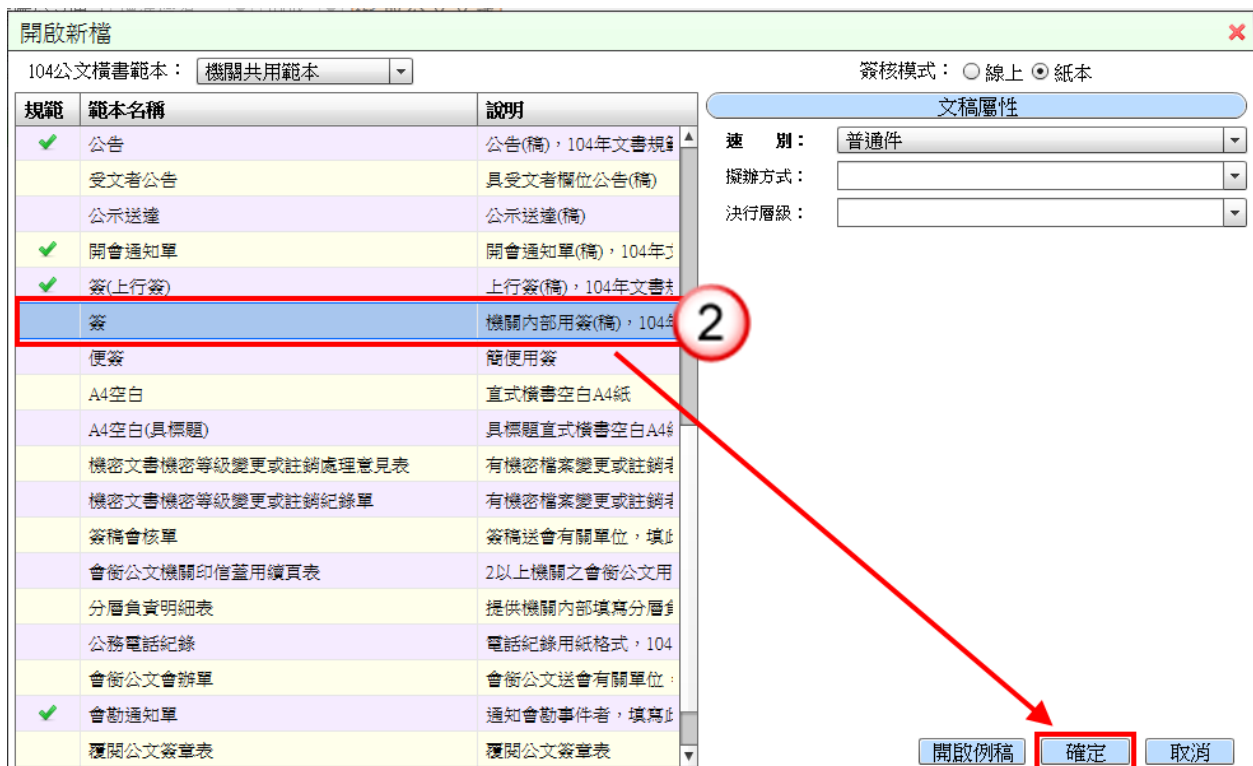 開啟新檔
104公文橫書範本： 機關共用範本
簽核模式： 線上 紙本
規範 範本名稱 說明
公告 公告(稿)，104年文書規範
受文者公告 具受文者欄位公告(稿)
公示送達 公示送達(稿)
開會通知單 開會通知單(稿)，104年文
簽(上行簽) 上行簽(稿)，104年文書規
簽 機關內部用簽(稿)，104年
便簽 簡便用簽
A4空白 直式橫書空白A4紙
A4空白(具標題) 具標題直式橫書空白A4紙
機密文書機密等級變更或註銷處理意見表 有機密檔案變更或註銷者
機密文書機密等級變更或註銷紀錄單 有機密檔案變更或註銷者
簽稿會核單 簽稿送會有關單位，填此
會銜公文機關印信蓋用續頁表 2以上機關之會銜公文用
分層負責明細表 提供機關內部填寫分層負
公務電話紀錄 電話紀錄用紙格式，104
會銜公文會辦單 會銜公文送會有關單位，
會勘通知單 通知會勘事件者，填寫此
覆閱公文簽章表 覆閱公文簽章表
2
文稿屬性
速 別： 普通件
擬辦方式：
決行層級：
開啟例稿 確定 取消